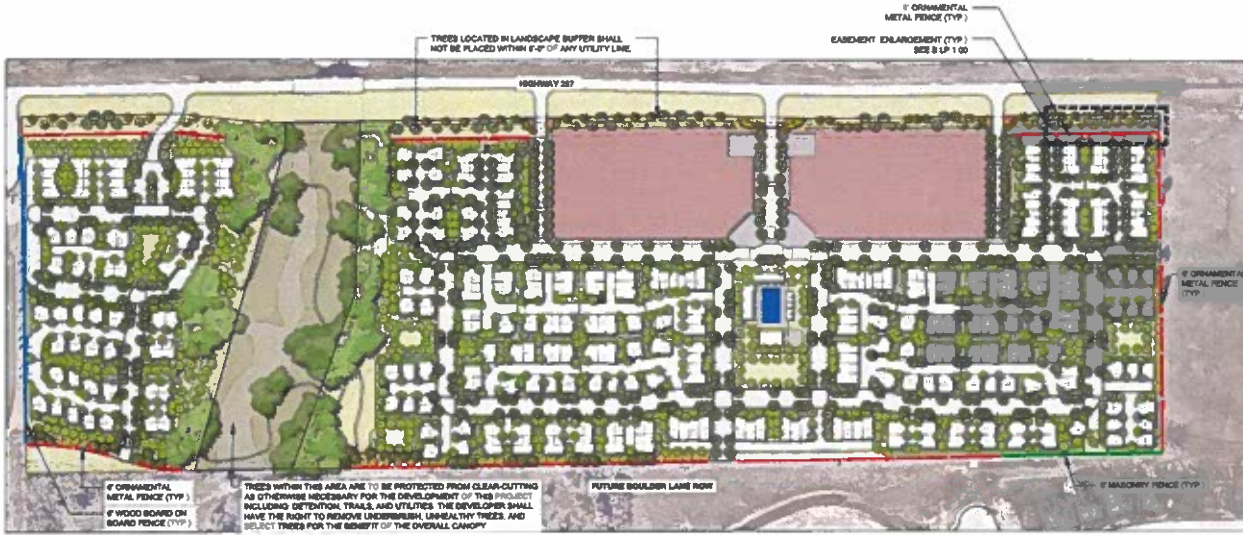 6' ORNAMENTAL
METAL FENCE (TYP.)
EASEMENT ENLARGEMENT (TYP.)
SEE 8 LP 1.00
TREES LOCATED IN LANDSCAPE BUFFER SHALL
NOT BE PLACED WITHIN 6'-0" OF ANY UTILITY LINE.
HIGHWAY 287
6' ORNAMENTAL
METAL FENCE
(TYP.
6' ORNAMENTAL
METAL FENCE (TYP.)
6' WOOD BOARD ON
BOARD FENCE (TYP.)
TREES WITHIN THIS AREA ARE TO BE PROTECTED FROM CLEAR-CUTTING
AS OTHERWISE NECESSARY FOR THE DEVELOPMENT OF THIS PROJECT
INCLUDING: DETENTION, TRAILS, AND UTILITIES. THE DEVELOPER SHALL
HAVE THE RIGHT TO REMOVE UNDERBRUSH, UNHEALTHY TREES, AND
SELECT TREES FOR THE BENEFIT OF THE OVERALL CANOPY
FUTURE BOULDER LANE ROW
6' MASONRY FENCE (TYP.)